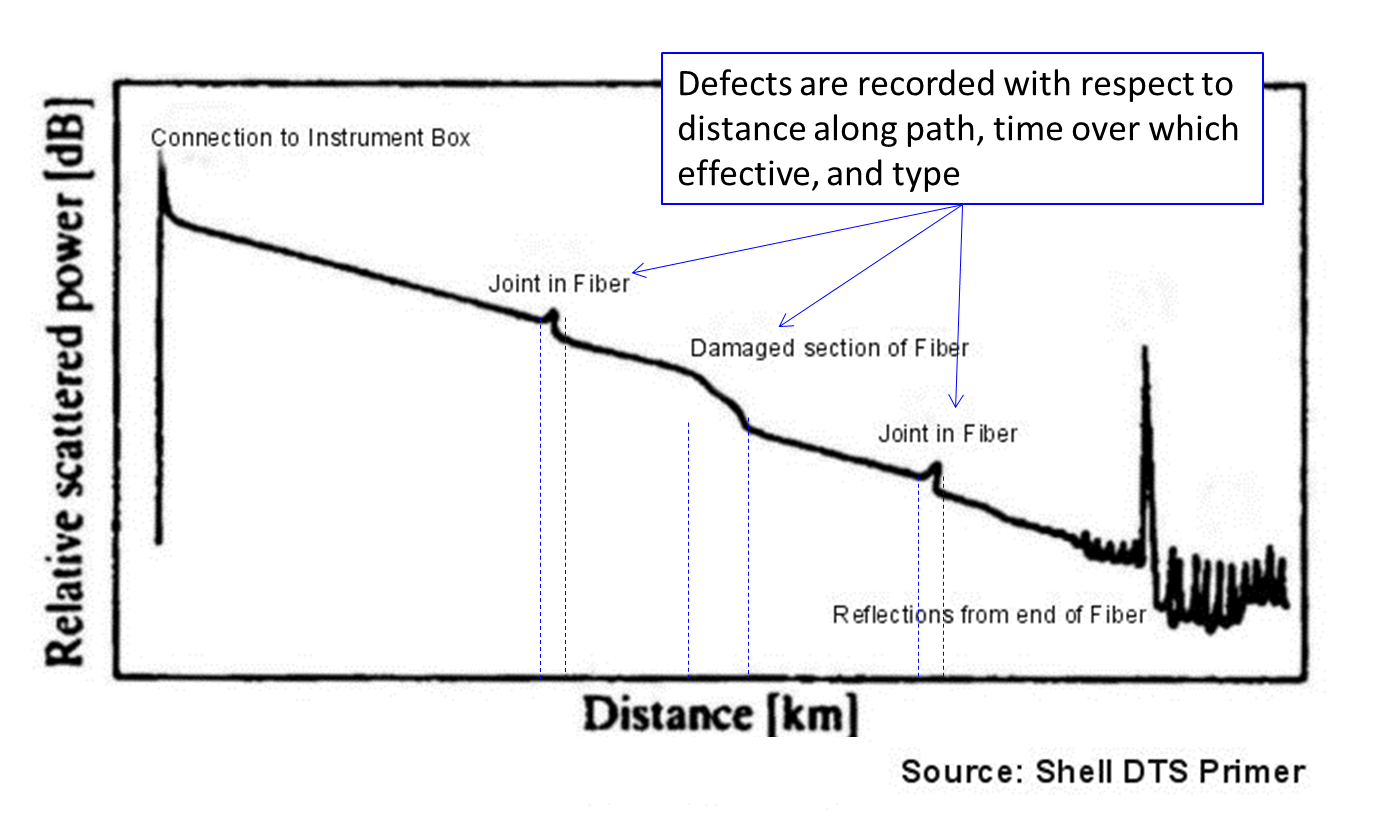 Defects are recorded with respect to
distance along path, time over which
effective, and type
Connection to Instrument Box
Joint in Fiber
Damaged section of Fiber
Joint in Fiber
Reflections from end of Fiber
Relative scattered power [dB]
Distance [km]
Source: Shell DTS Primer